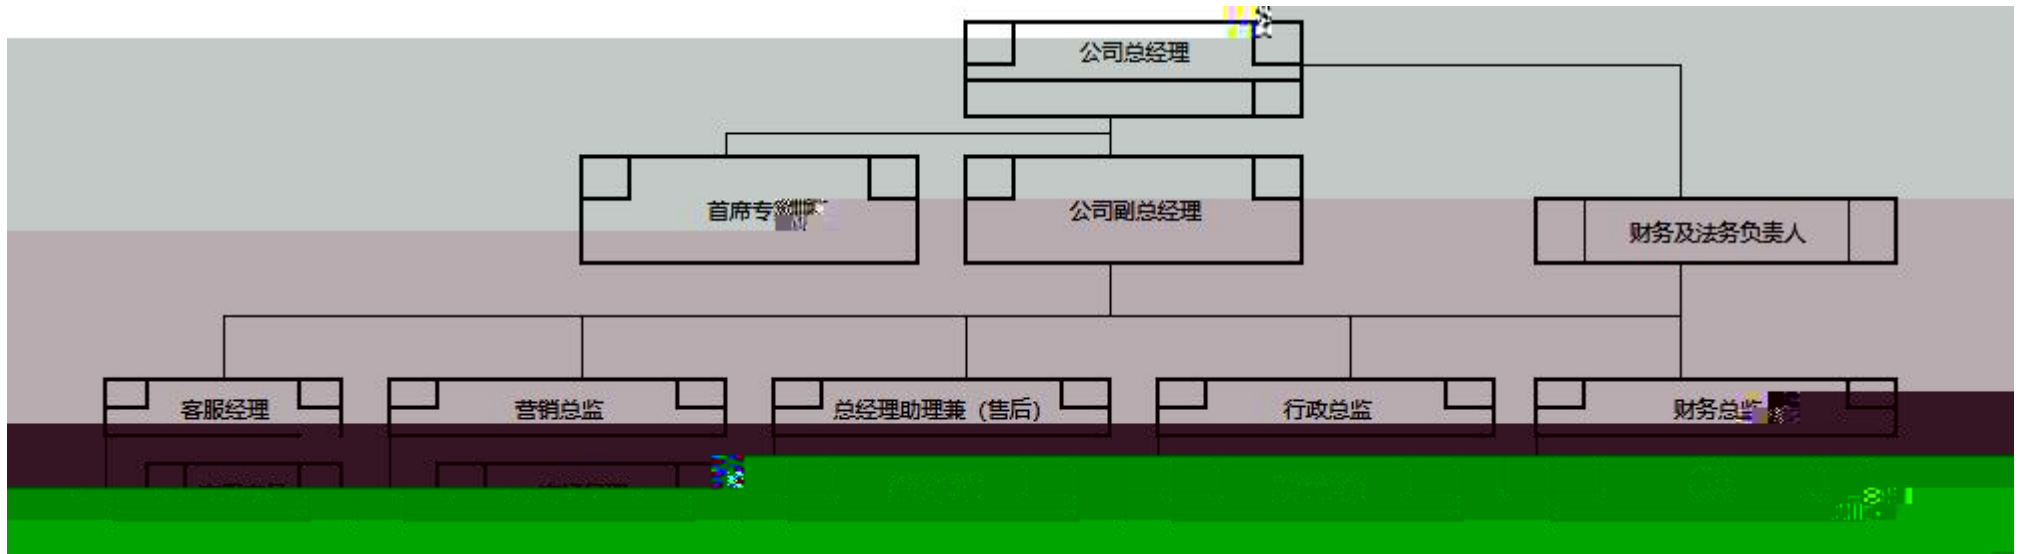 公司总经理
首席专
公司副总经理
财务及法务负责人
客服经理
营销总监
总经理助理兼（售后）
行政总监
财务总监